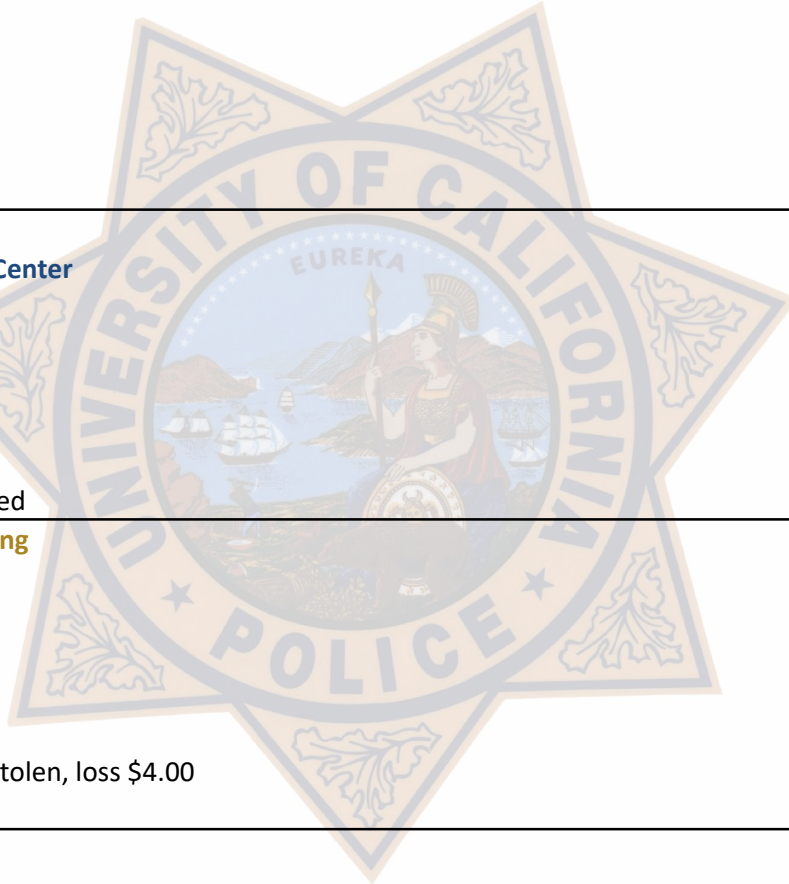 UNIVERSITY OF CALIFORNIA
EUREKA
Center
ed
ng
POLICE
tolen, loss $4.00